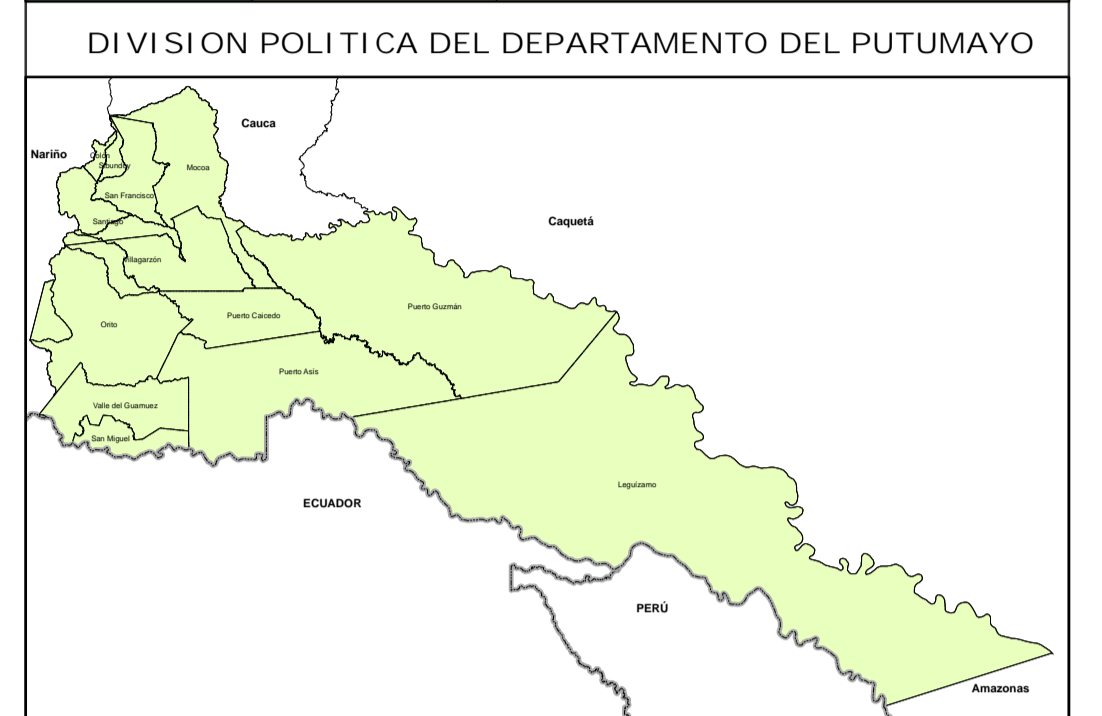 DIVISION POLITICA DEL DEPARTAMENTO DEL PUTUMAYO
Cauca
Nariño
Colón
Sibundoy
Mocoa
San Francisco
Santiago
Caquetá
Villagarzón
Puerto Guzmán
Puerto Caicedo
Orito
Puerto Asís
Valle del Guamuez
San Miguel
Leguizamo
ECUADOR
PERÚ
Amazonas